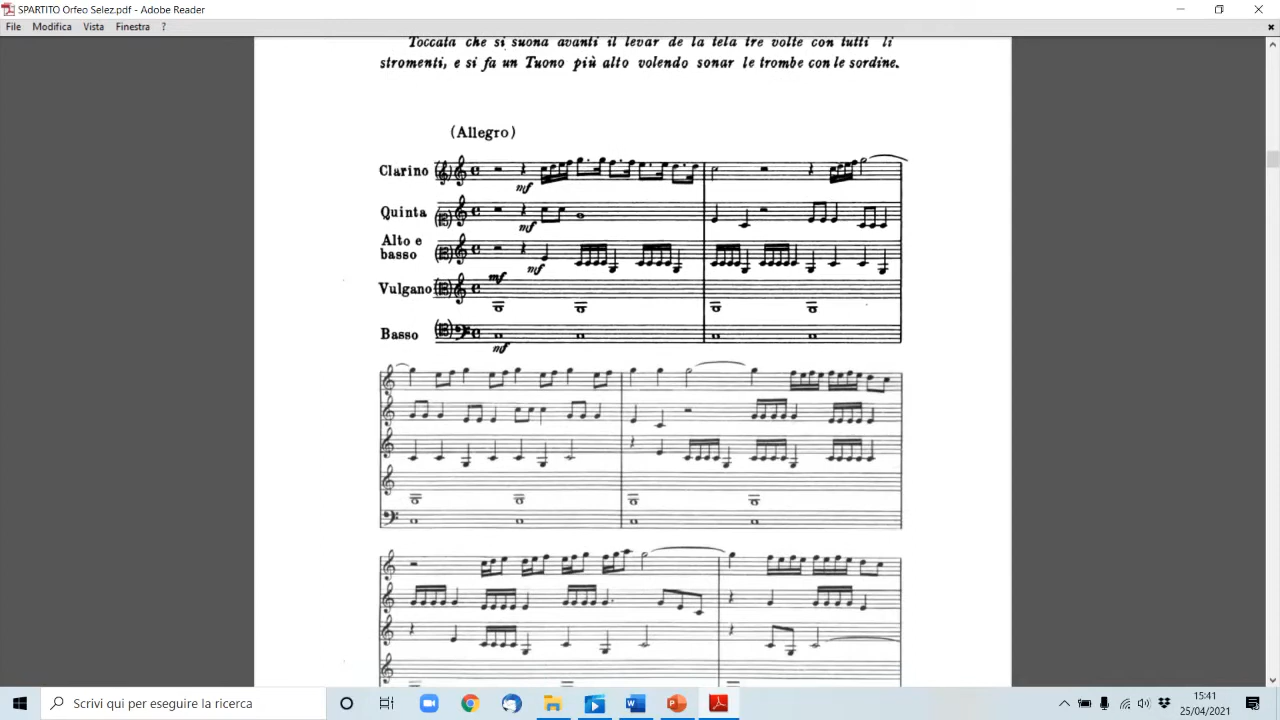 SPARTITO Orfeo Selez.pdf - Adobe Reader
File Modifica Vista Finestra ?
Toccata che si suona avanti il levar de la tela tre volte con tutti li
stromenti, e si fa un Tuono più alto volendo sonar le trombe con le sordine.
(Allegro)
Clarino
mf
Quinta
mf
Alto e
basso
mf
mf
Vulgano
Basso
mf
Scrivi qui per eseguire la ricerca
15:41
25/04/2021